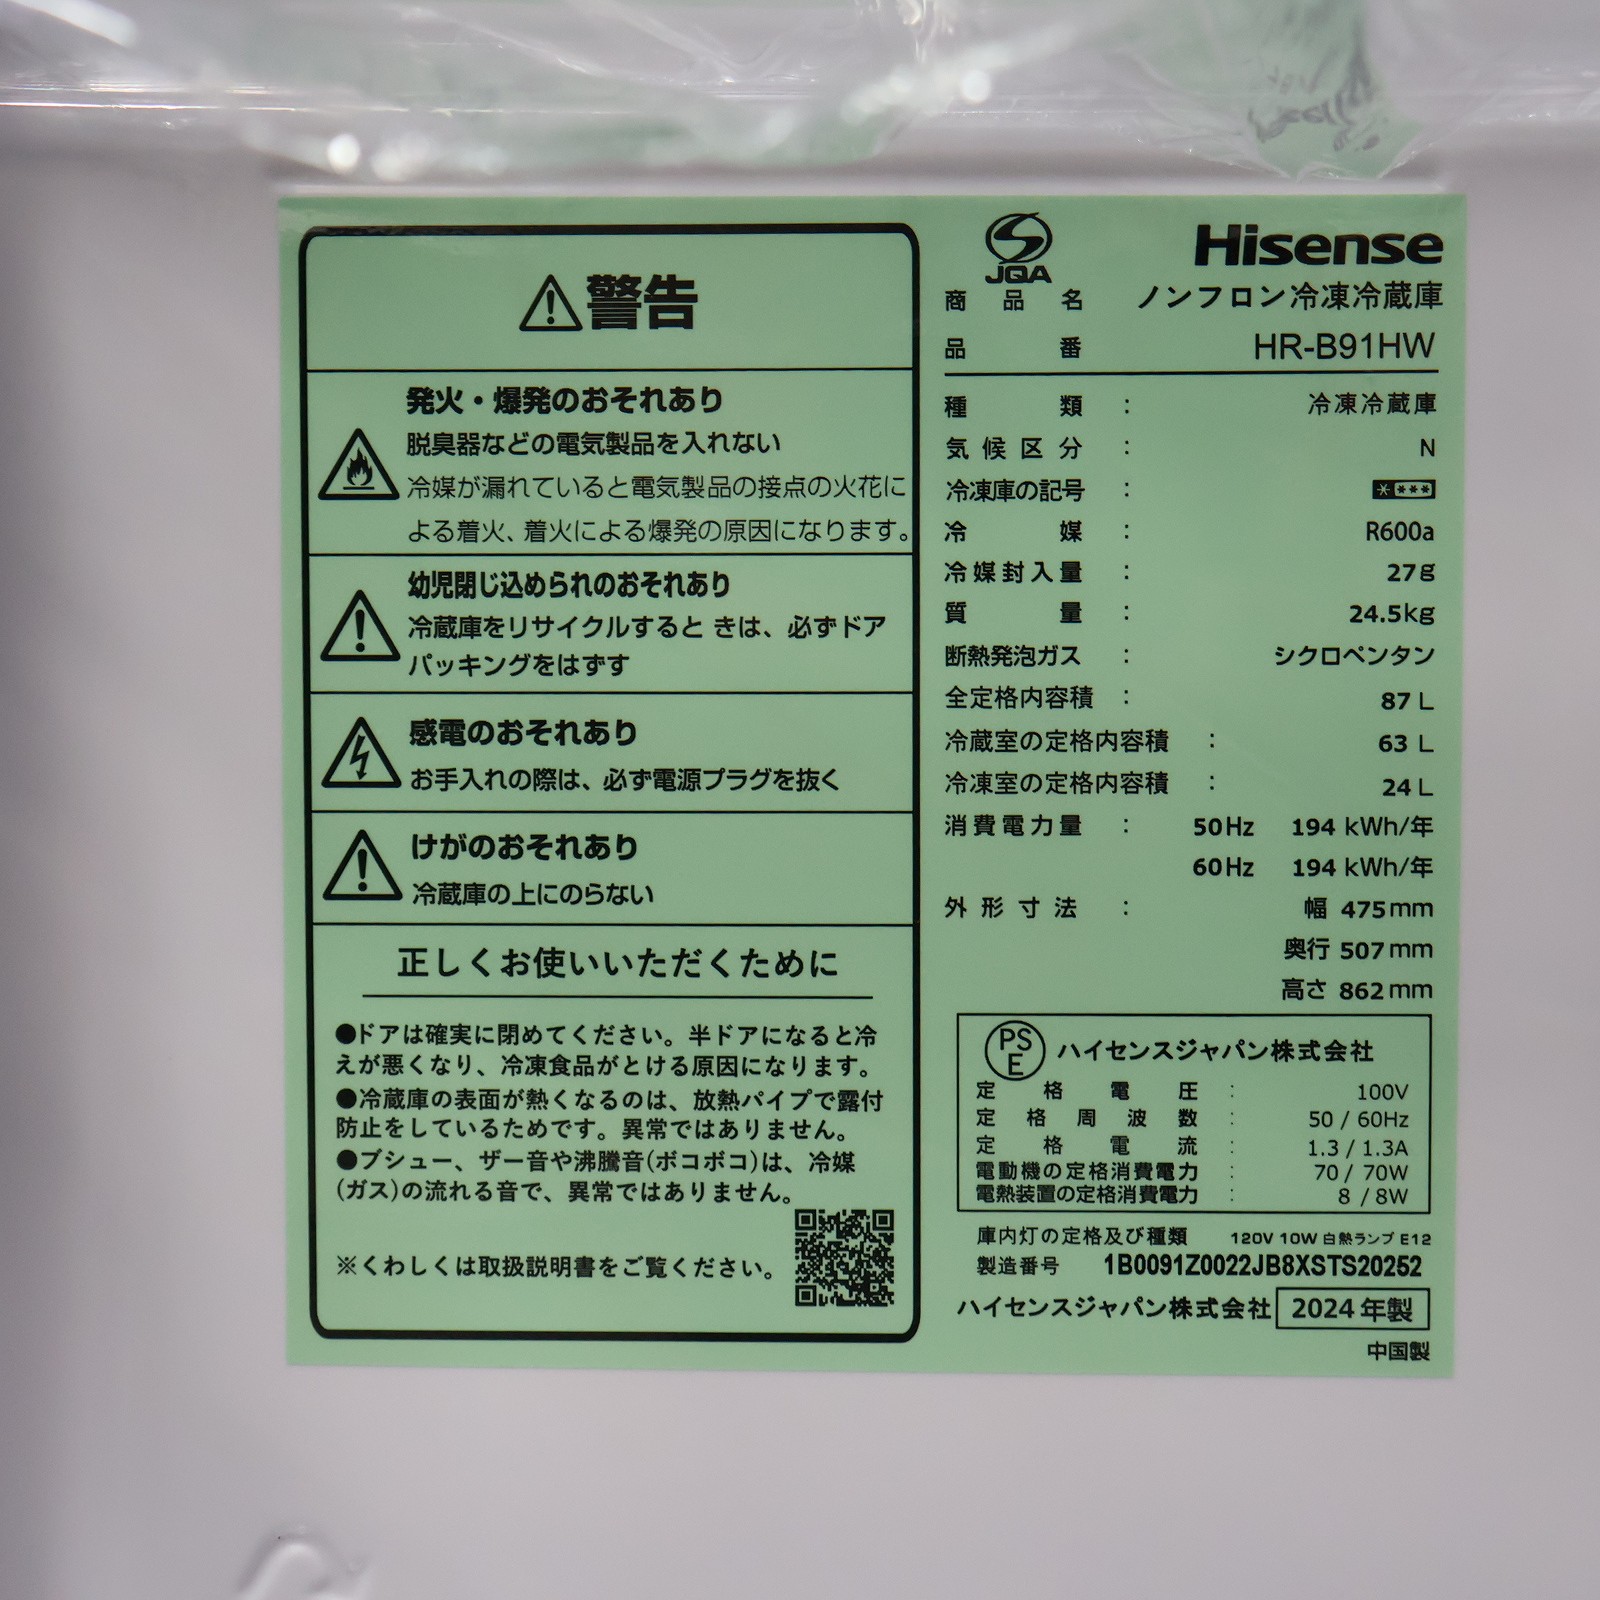 警告
発火・爆発のおそれあり
脱臭器などの電気製品を入れない
冷媒が漏れていると電気製品の接点の火花に
よる着火、着火による爆発の原因になります。
幼児閉じ込められのおそれあり
冷蔵庫をリサイクルするときは、必ずドア
パッキングをはずす
感電のおそれあり
お手入れの際は、必ず電源プラグを抜く
けがのおそれあり
冷蔵庫の上にのらない
正しくお使いいただくために
●ドアは確実に閉めてください。半ドアになると冷
えが悪くなり、冷凍食品がとける原因になります。
●冷蔵庫の表面が熱くなるのは、放熱パイプで露付
防止をしているためです。異常ではありません。
●ブシュー、ザー音や沸騰音(ボコボコ)は、冷媒
(ガス)の流れる音で、異常ではありません。
※くわしくは取扱説明書をご覧ください。
JQA
Hisense
商品名 ノンフロン冷凍冷蔵庫
品番 HR-B91HW
種類 : 冷凍冷蔵庫
気候区分 : N
冷凍庫の記号 : ****
冷媒 : R600a
冷媒封入量 : 27g
質量 : 24.5kg
断熱発泡ガス : シクロペンタン
全定格内容積 : 87 L
冷蔵室の定格内容積 : 63 L
冷凍室の定格内容積 : 24 L
消費電力量 : 50Hz 194 kWh/年
60Hz 194 kWh/年
外形寸法 : 幅 475mm
奥行 507mm
高さ 862mm
PS
E
ハイセンスジャパン株式会社
定格電圧 : 100V
定格周波数 : 50 / 60Hz
定格電流 : 1.3 / 1.3A
電動機の定格消費電力 : 70 / 70W
電熱装置の定格消費電力 : 8 / 8W
庫内灯の定格及び種類 120V 10W 白熱ランプ E12
製造番号 1B0091Z0022JB8XSTS20252
ハイセンスジャパン株式会社 2024年製
中国製